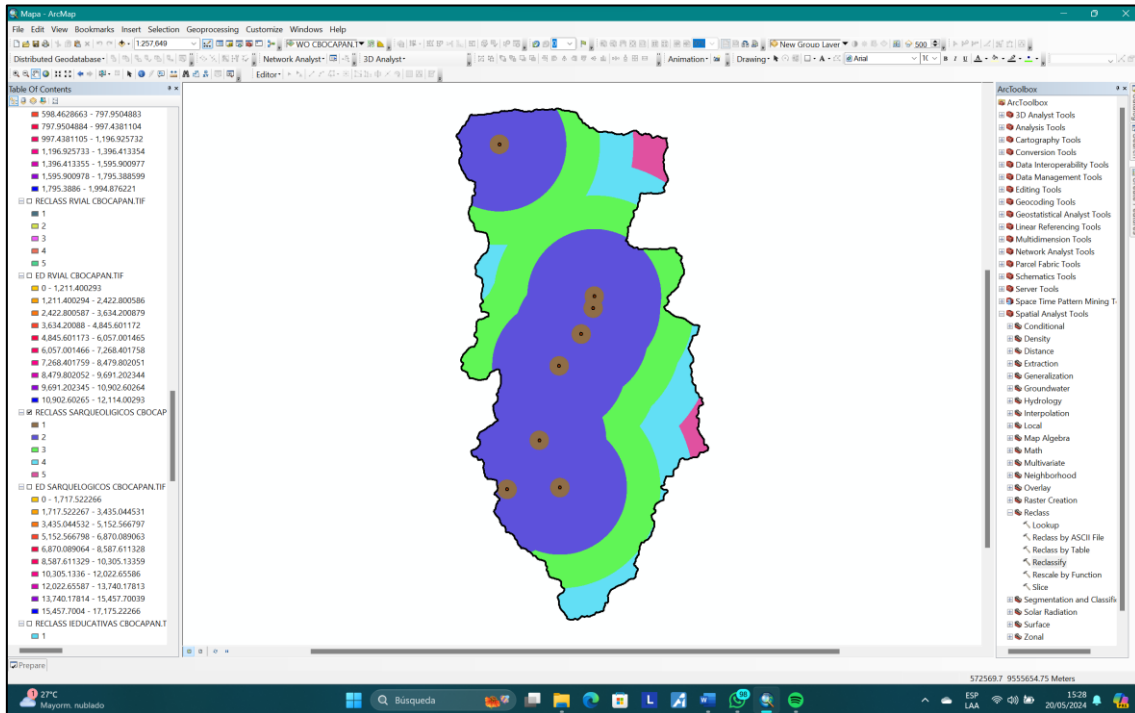 Mapa - ArcMap
File Edit View Bookmarks Insert Selection Geoprocessing Customize Windows Help
1:257,649
WO CBOCAPAN.T
New Group Layer
500
Distributed Geodatabase
Network Analyst
3D Analyst
Animation
Drawing
Arial
B I U A
Editor
Table Of Contents
598.4628663 - 797.9504883
797.9504884 - 997.4381104
997.4381105 - 1,196.925732
1,196.925733 - 1,396.413354
1,396.413355 - 1,595.900977
1,595.900978 - 1,795.388599
1,795.3886 - 1,994.876221
RECLASS RVIAL CBOCAPAN.TIF
1
2
3
4
5
ED RVIAL CBOCAPAN.TIF
0 - 1,211.400293
1,211.400294 - 2,422.800586
2,422.800587 - 3,634.200879
3,634.20088 - 4,845.601172
4,845.601173 - 6,057.001465
6,057.001466 - 7,268.401758
7,268.401759 - 8,479.802051
8,479.802052 - 9,691.202344
9,691.202345 - 10,902.60264
10,902.60265 - 12,114.00293
RECLASS SARQUEOLIGICOS CBOCAP
1
2
3
4
5
ED SARQUELOGICOS CBOCAPAN.TIF
0 - 1,717.522266
1,717.522267 - 3,435.044531
3,435.044532 - 5,152.566797
5,152.566798 - 6,870.089063
6,870.089064 - 8,587.611328
8,587.611329 - 10,305.13359
10,305.1336 - 12,022.65586
12,022.65587 - 13,740.17813
13,740.17814 - 15,457.70039
15,457.7004 - 17,175.22266
RECLASS IEDUCATIVAS CBOCAPAN.T
1
ArcToolbox
ArcToolbox
3D Analyst Tools
Analysis Tools
Cartography Tools
Conversion Tools
Data Interoperability Tools
Data Management Tools
Editing Tools
Geocoding Tools
Geostatistical Analyst Tools
Linear Referencing Tools
Multidimension Tools
Network Analyst Tools
Parcel Fabric Tools
Schematics Tools
Server Tools
Space Time Pattern Mining T
Spatial Analyst Tools
Conditional
Density
Distance
Extraction
Generalization
Groundwater
Hydrology
Interpolation
Local
Map Algebra
Math
Multivariate
Neighborhood
Overlay
Raster Creation
Reclass
Lookup
Reclass by ASCII File
Reclass by Table
Reclassify
Rescale by Function
Slice
Segmentation and Classifi
Solar Radiation
Surface
Zonal
Prepare
572569.7 9555654.75 Meters
1
27°C
Mayorm. nublado
Búsqueda
98
ESP
LAA
15:28
20/05/2024